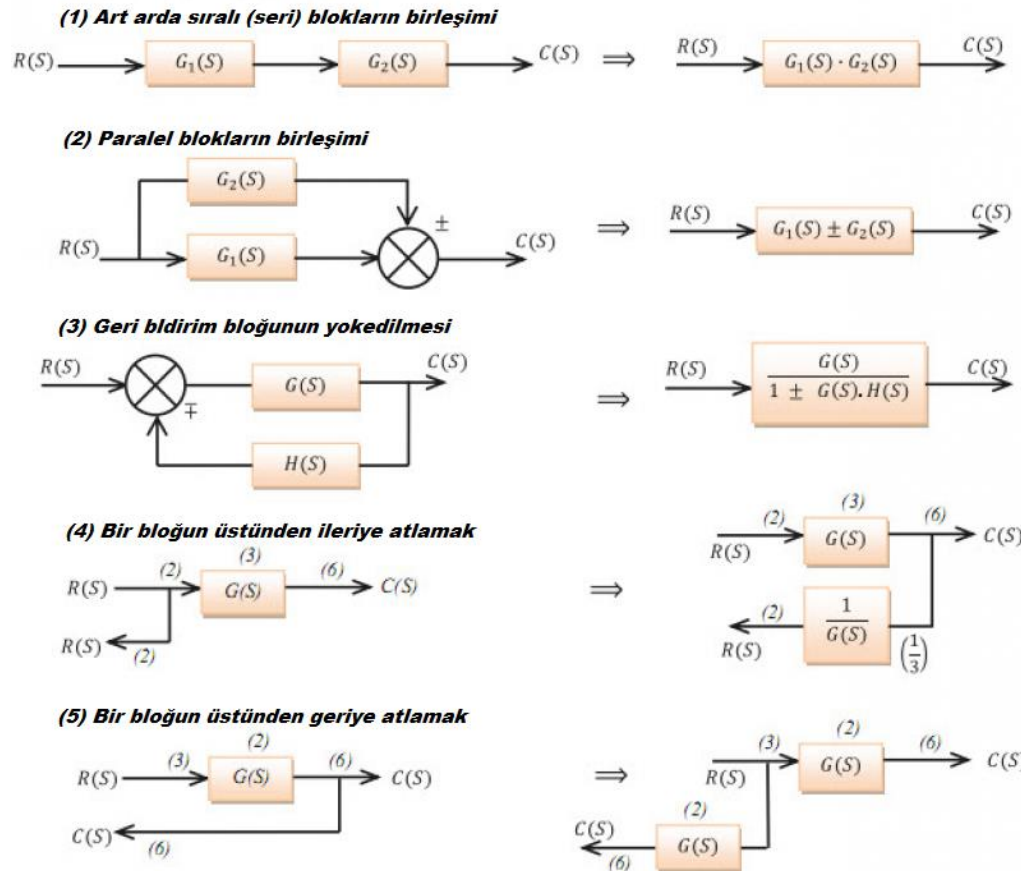 (1) Art arda sıralı (seri) blokların birleşimi
R(S) G₁(S) G₂(S) C(S) ⇒ R(S) G₁(S) · G₂(S) C(S)
(2) Paralel blokların birleşimi
G₂(S)
±
R(S) G₁(S) C(S) ⇒ R(S) G₁(S) ± G₂(S) C(S)
(3) Geri bldirim bloğunun yokedilmesi
R(S) ∓ G(S) C(S) ⇒ R(S) G(S) / 1 ± G(S).H(S) C(S)
H(S)
(4) Bir bloğun üstünden ileriye atlamak
R(S) (2) (3) G(S) (6) C(S) ⇒ (2) R(S) (3) G(S) (6) C(S)
R(S) (2) (2) R(S) 1/G(S) (1/3)
(5) Bir bloğun üstünden geriye atlamak
R(S) (3) (2) G(S) (6) C(S) ⇒ (3) R(S) (2) G(S) (6) C(S)
C(S) (6) C(S) (6) (2) G(S)